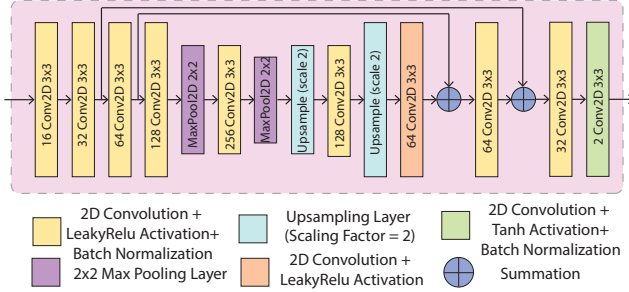 16 Conv2D 3x3
32 Conv2D 3x3
64 Conv2D 3x3
128 Conv2D 3x3
MaxPool2D 2x2
256 Conv2D 3x3
MaxPool2D 2x2
Upsample (scale 2)
128 Conv2D 3x3
Upsample (scale 2)
64 Conv2D 3x3
64 Conv2D 3x3
32 Conv2D 3x3
2 Conv2D 3x3
2D Convolution +
LeakyRelu Activation+
Batch Normalization
2x2 Max Pooling Layer
Upsampling Layer
(Scaling Factor = 2)
2D Convolution +
LeakyRelu Activation
2D Convolution +
Tanh Activation+
Batch Normalization
Summation